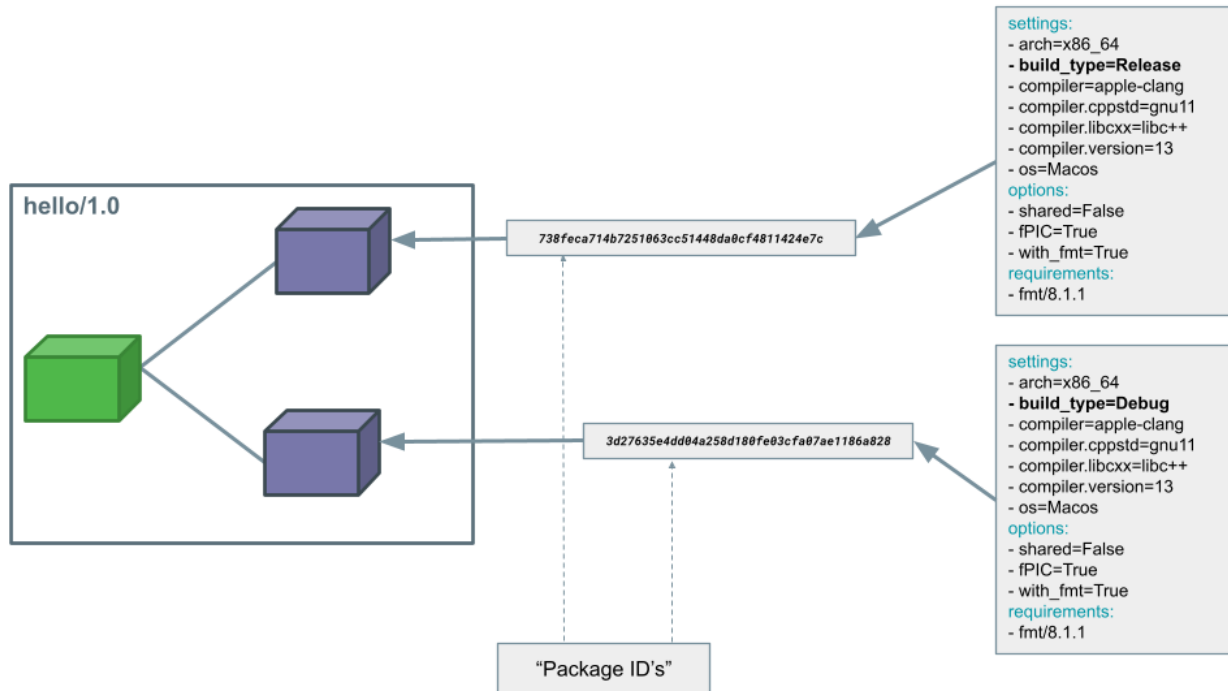 settings:
- arch=x86_64
- build_type=Release
- compiler=apple-clang
- compiler.cppstd=gnu11
- compiler.libcxx=libc++
- compiler.version=13
- os=Macos
options:
- shared=False
- fPIC=True
- with_fmt=True
requirements:
- fmt/8.1.1
hello/1.0
738feca714b7251063cc51448da0cf4811424e7c
settings:
- arch=x86_64
- build_type=Debug
- compiler=apple-clang
- compiler.cppstd=gnu11
- compiler.libcxx=libc++
- compiler.version=13
- os=Macos
options:
- shared=False
- fPIC=True
- with_fmt=True
requirements:
- fmt/8.1.1
3d27635e4dd04a258d180fe03cfa07ae1186a828
“Package ID’s”